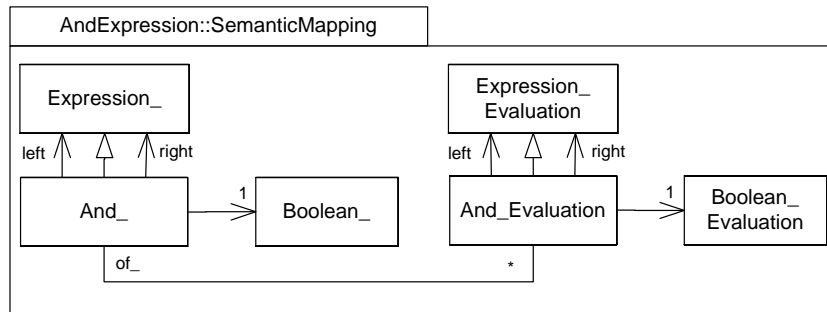 AndExpression::SemanticMapping
Expression_
Expression_
Evaluation
left
right
left
right
And_
1
Boolean_
And_Evaluation
1
Boolean_
Evaluation
of_
*